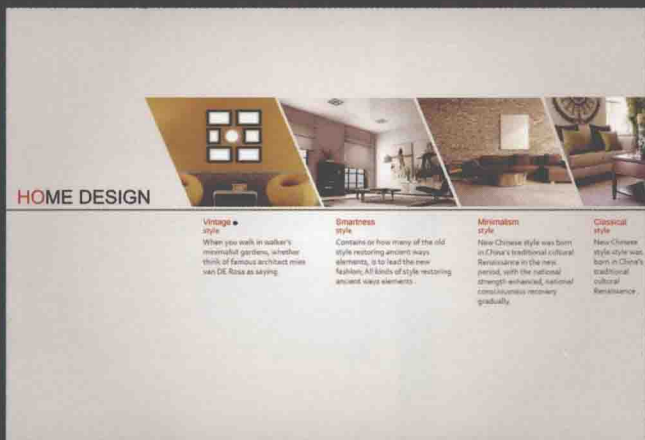 HOME DESIGN
Vintage
style
When you walk in walker's
minimalist gardens, whether
think of famous architect mies
van DE Rosa as saying.
Smartness
style
Contains or how many of the old
style restoring ancient ways
elements, is to lead the new
fashion; All kinds of style restoring
ancient ways elements.
Minimalism
style
New Chinese style was born
in China's traditional cultural
Renaissance in the new
period, with the national
strength enhanced, national
consciousness recovery
gradually,
Classical
style
New Chinese
style style was
born in China's
traditional
cultural
Renaissance .